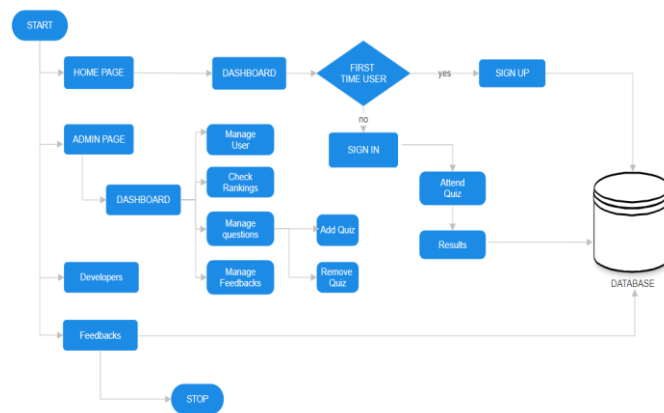 START
HOME PAGE
DASHBOARD
FIRST
TIME USER
yes
SIGN UP
no
ADMIN PAGE
Manage
User
SIGN IN
DASHBOARD
Check
Rankings
Attend
Quiz
Manage
questions
Add Quiz
Results
Developers
Manage
Feedbacks
Remove
Quiz
DATABASE
Feedbacks
STOP